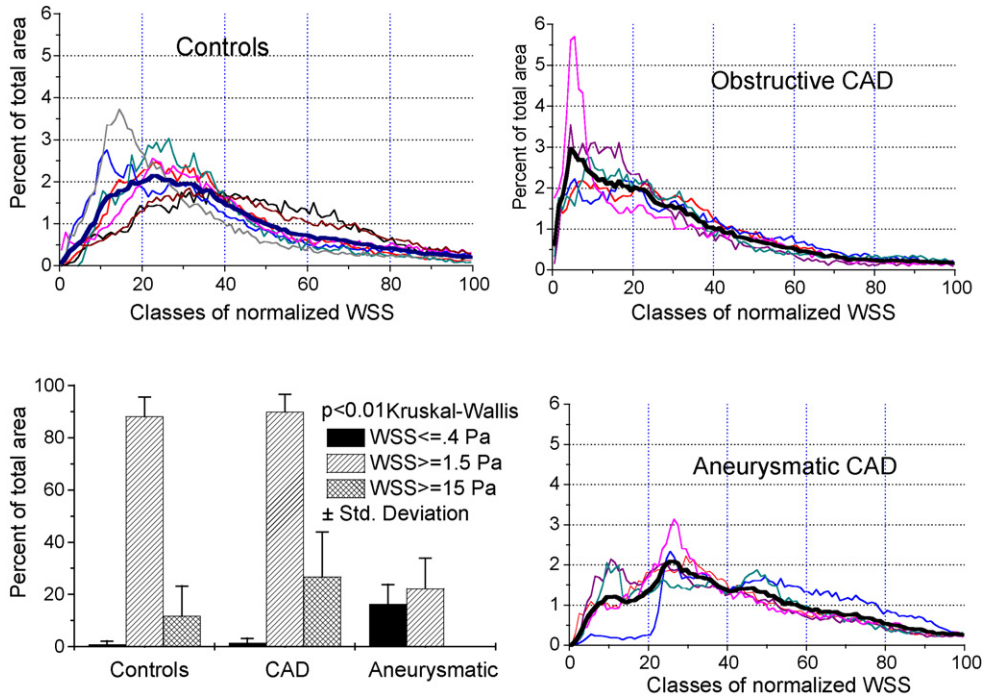 Controls
Percent of total area
6
5
4
3
2
1
0
0 20 40 60 80 100
Classes of normalized WSS
Obstructive CAD
Percent of total area
6
5
4
3
2
1
0
0 20 40 60 80 100
Classes of normalized WSS
Percent of total area
100
80
60
40
20
0
p<0.01Kruskal-Wallis
WSS<=.4 Pa
WSS>=1.5 Pa
WSS>=15 Pa
± Std. Deviation
Controls CAD Aneurysmatic
Aneurysmatic CAD
Percent of total area
6
5
4
3
2
1
0
0 20 40 60 80 100
Classes of normalized WSS